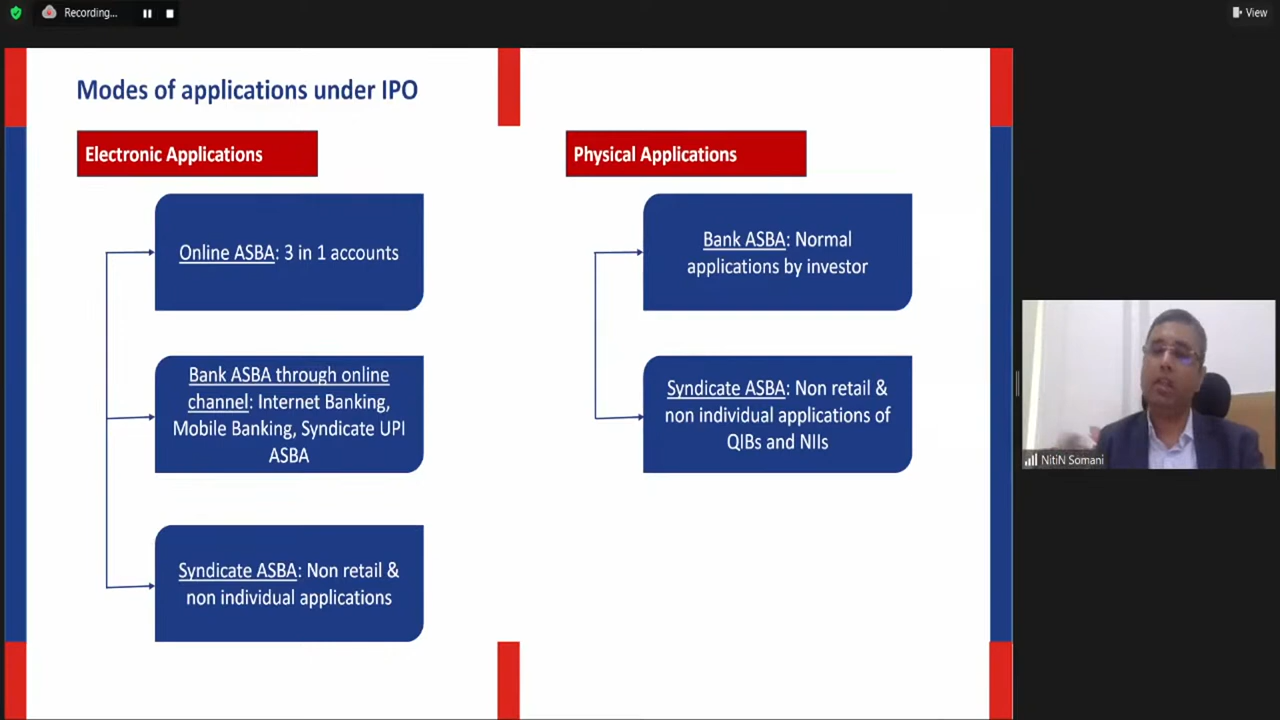 Recording...
View
Modes of applications under IPO
Electronic Applications
Online ASBA: 3 in 1 accounts
Bank ASBA through online
channel: Internet Banking,
Mobile Banking, Syndicate UPI
ASBA
Syndicate ASBA: Non retail &
non individual applications
Physical Applications
Bank ASBA: Normal
applications by investor
Syndicate ASBA: Non retail &
non individual applications of
QIBs and NIIs
NitiN Somani